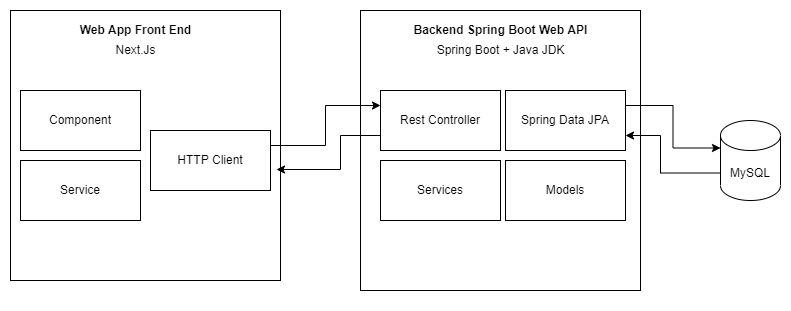 Web App Front End
Next.Js
Component
Service
HTTP Client
Backend Spring Boot Web API
Spring Boot + Java JDK
Rest Controller
Spring Data JPA
Services
Models
MySQL